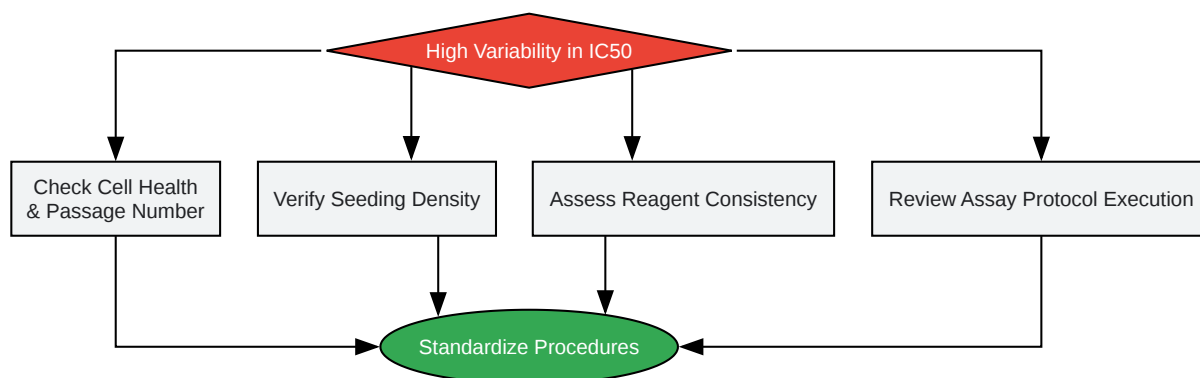 High Variability in IC50
Check Cell Health
& Passage Number
Verify Seeding Density
Assess Reagent Consistency
Review Assay Protocol Execution
Standardize Procedures